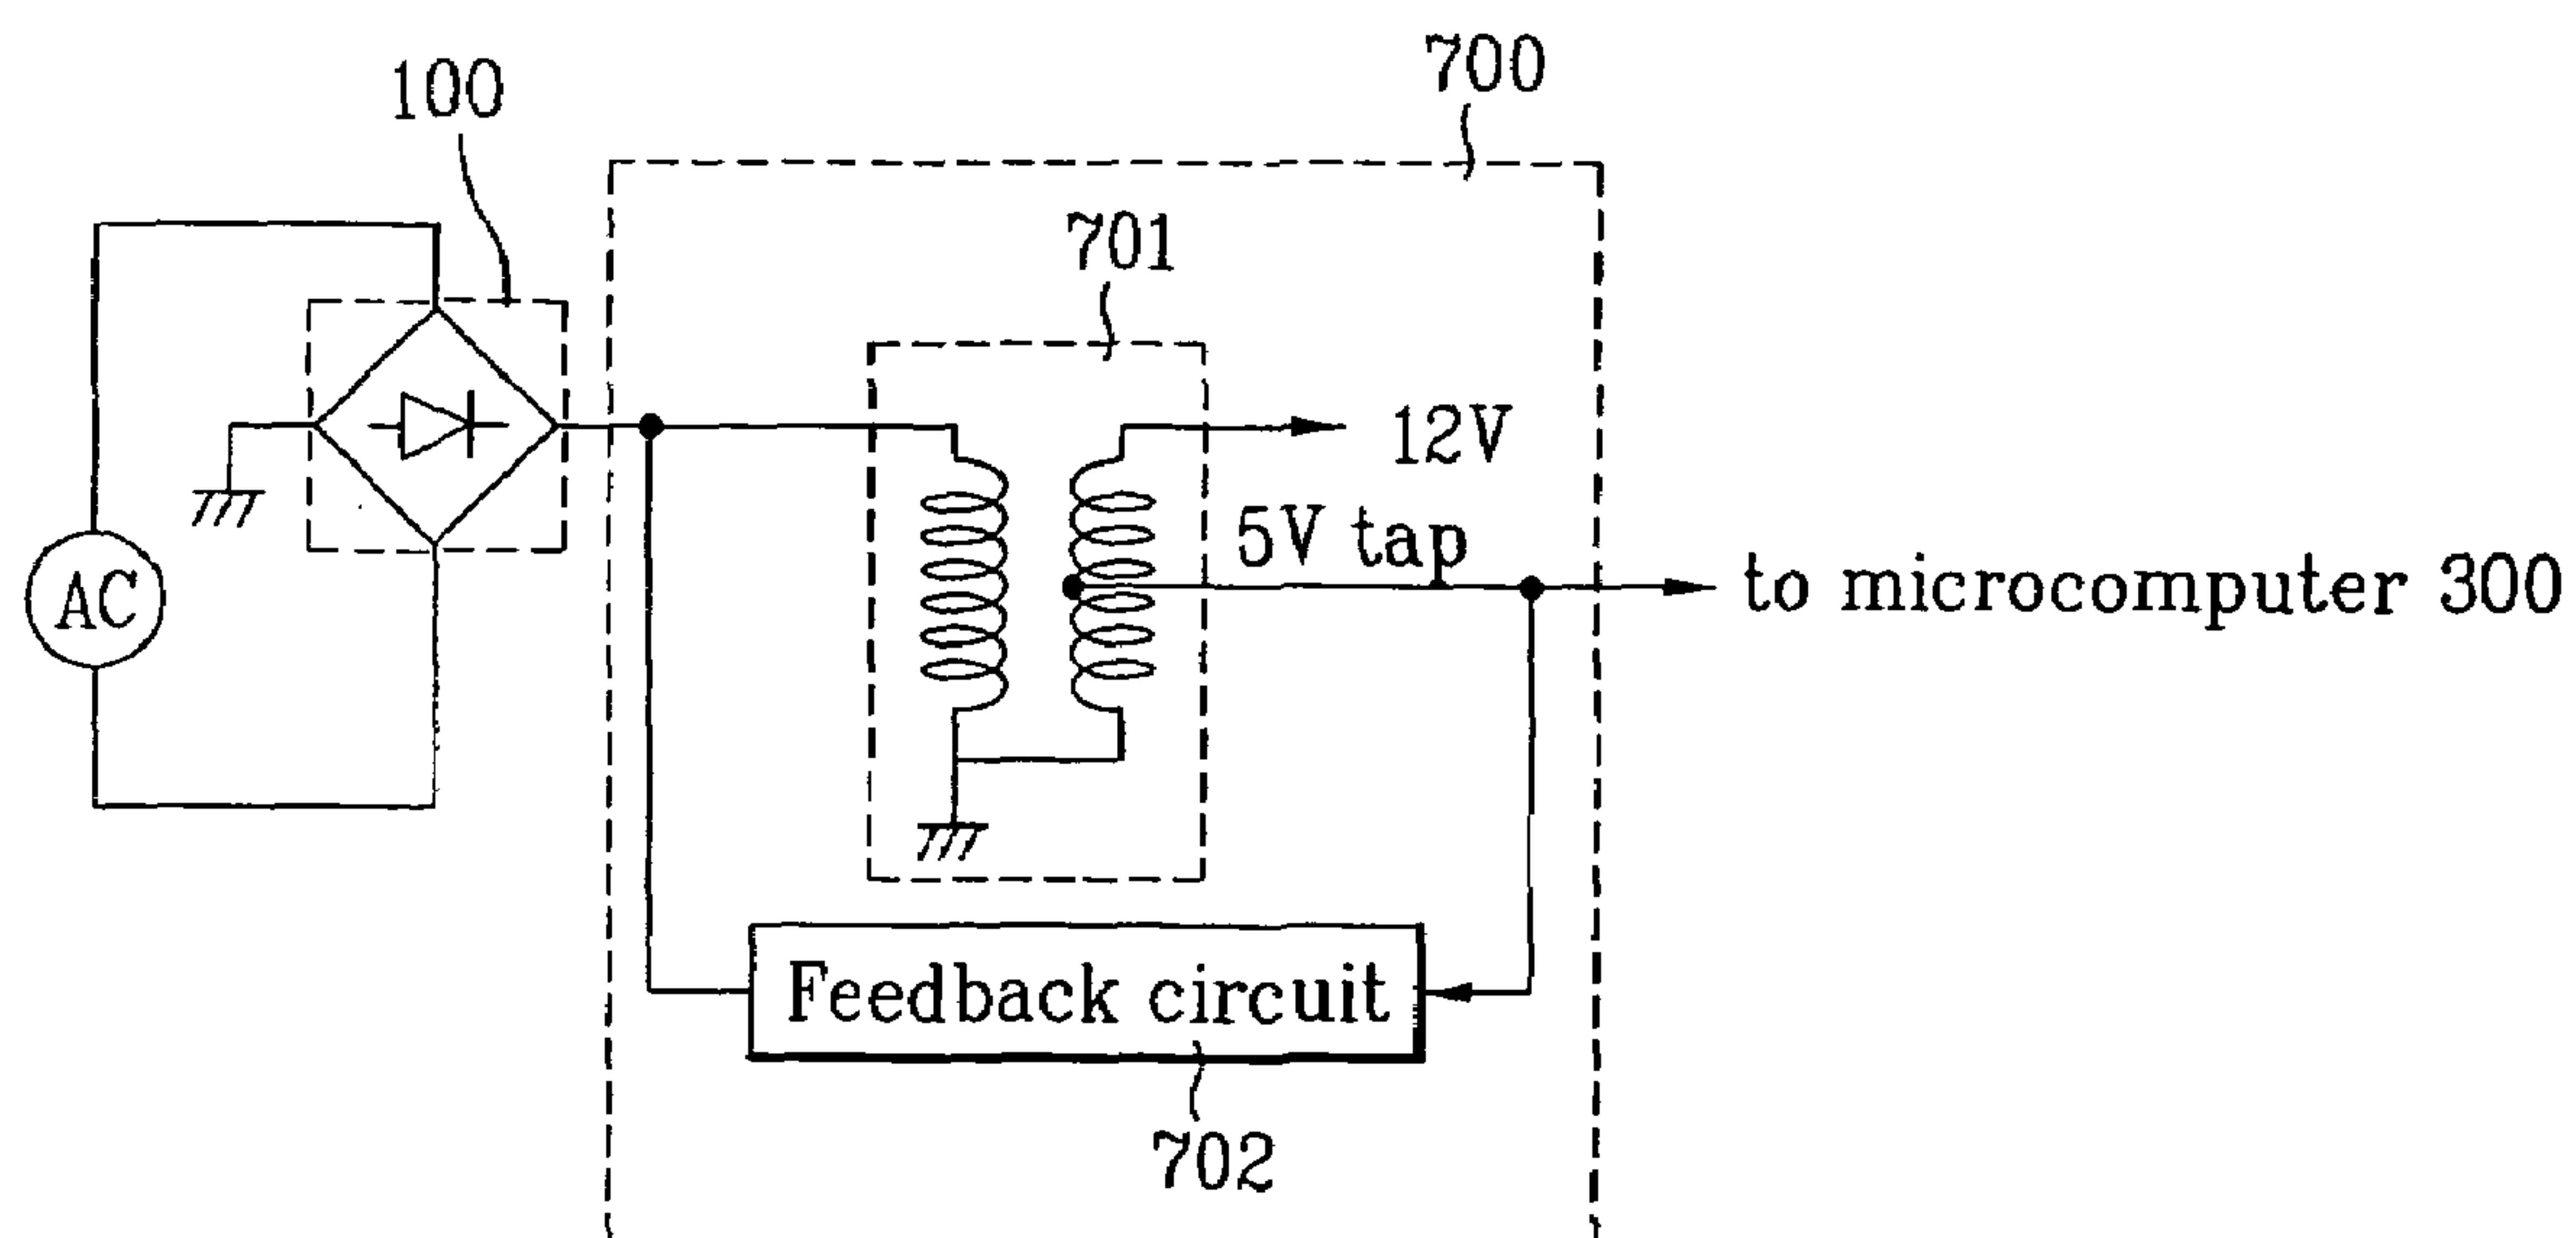 700
100
701
12V
5V tap
to microcomputer 300
AC
Feedback circuit
702